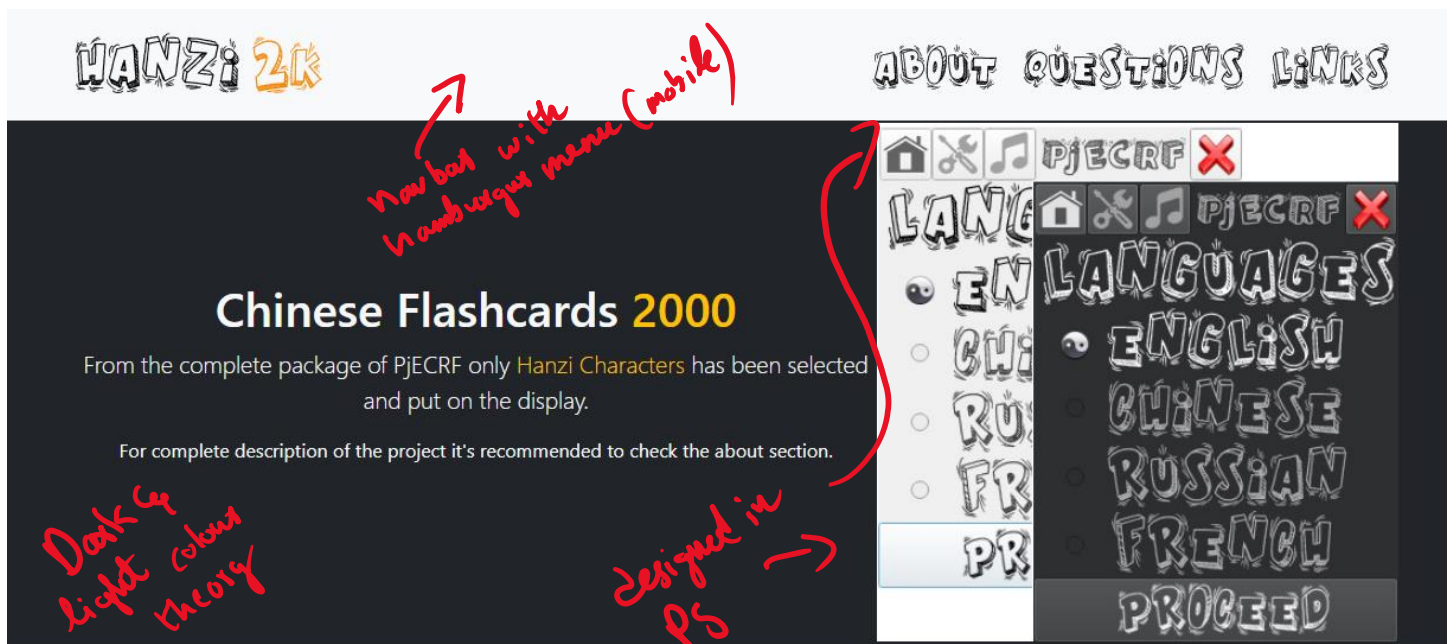 HANZi 2K
ABOUT QUESTIONS LiNKS
navbar with
hamburgur menu (mobile)
PjECRF
LANG
EN
CHi
RUS
FR
PR
PjECRF
LANGUAGES
ENGLiSH
CHiNESE
RUSSiAN
FRENCH
PROCEED
Chinese Flashcards 2000
From the complete package of PjECRF only Hanzi Characters has been selected
and put on the display.
For complete description of the project it's recommended to check the about section.
Dark &
light colour
theory
designed in
PS